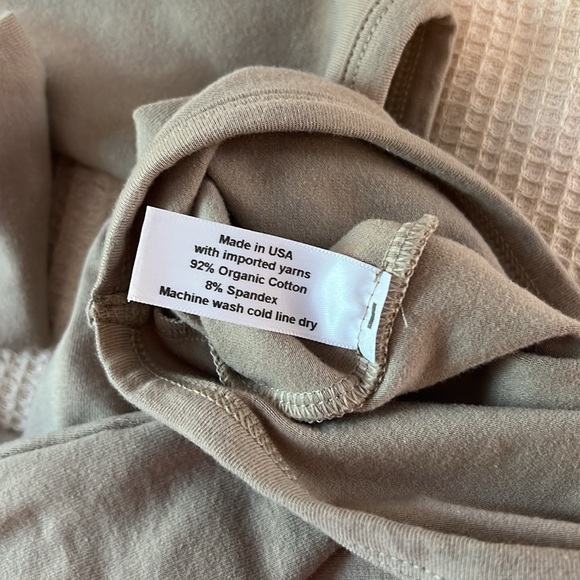 Made in USA
with imported yarns
92% Organic Cotton
8% Spandex
Machine wash cold line dry